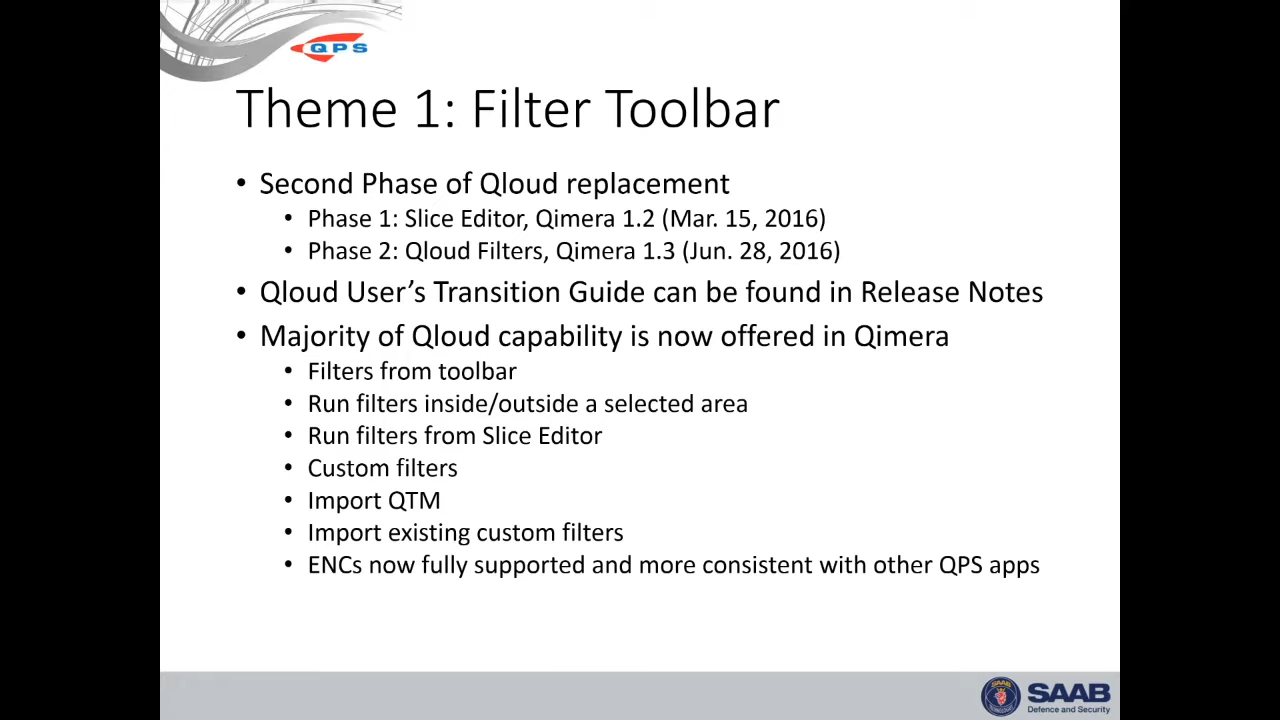 QPS
Theme 1: Filter Toolbar
• Second Phase of Qloud replacement
• Phase 1: Slice Editor, Qimera 1.2 (Mar. 15, 2016)
• Phase 2: Qloud Filters, Qimera 1.3 (Jun. 28, 2016)
• Qloud User’s Transition Guide can be found in Release Notes
• Majority of Qloud capability is now offered in Qimera
• Filters from toolbar
• Run filters inside/outside a selected area
• Run filters from Slice Editor
• Custom filters
• Import QTM
• Import existing custom filters
• ENCs now fully supported and more consistent with other QPS apps
SAAB
SAAB
Defence and Security